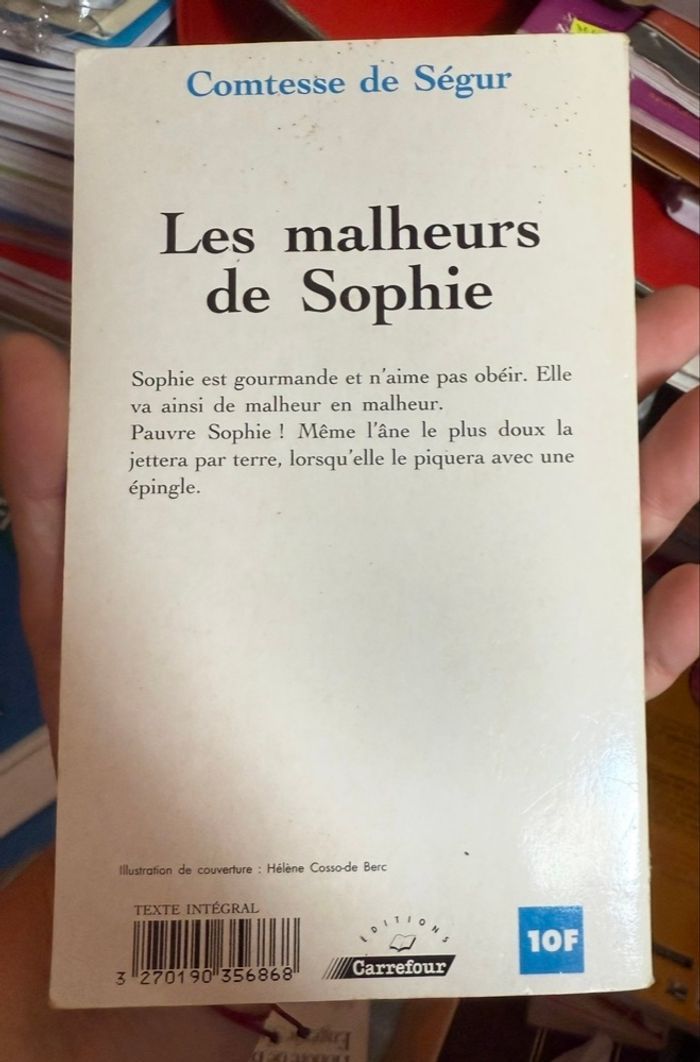 Comtesse de Ségur
Les malheurs
de Sophie
Sophie est gourmande et n'aime pas obéir. Elle
va ainsi de malheur en malheur.
Pauvre Sophie ! Même l'âne le plus doux la
jettera par terre, lorsqu'elle le piquera avec une
épingle.
Illustration de couverture : Hélène Cosso-de Berc
TEXTE INTÉGRAL
3 270190 356868
EDITIONS
Carrefour
10F